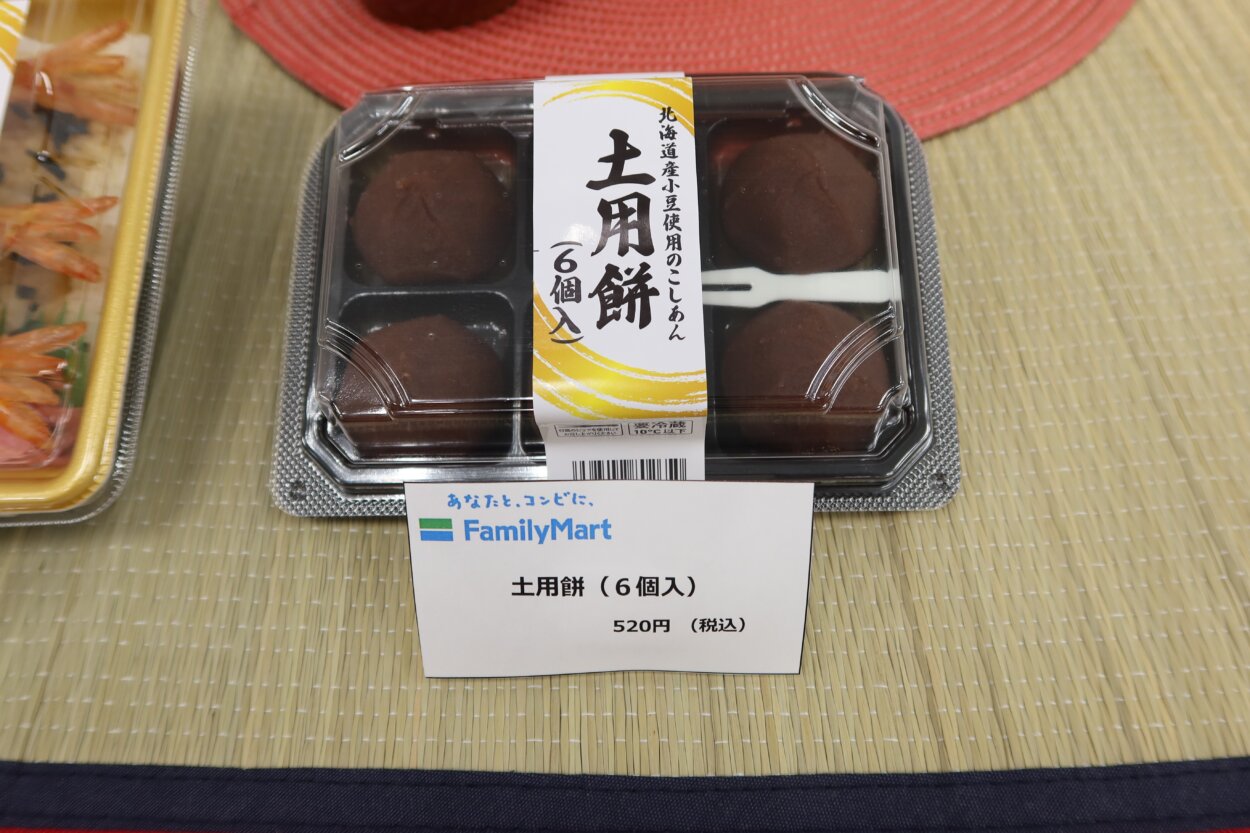 北海道産小豆使用のこしあん
土用餅
(6個入)
要冷蔵
10℃以下
あなたと、コンビに、
FamilyMart
土用餅（６個入）
520円 （税込）